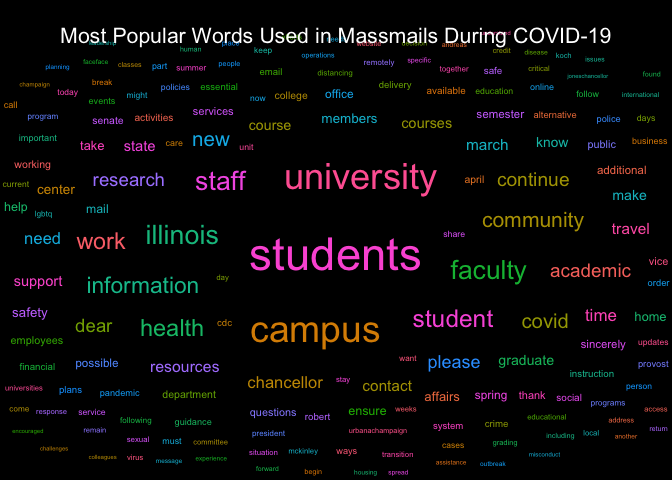 Most Popular Words Used in Massmails During COVID-19
human place keep operations website decision andreas credit disease koch issues
planning faceface classes part summer people email distancing remotely specific together safe critical joneschancellor found
champaign today break policies essential delivery available education online follow international
call events might now college office
program senate activities services course members courses semester alternative police days
important take state care new unit march know public business
working research staff university april continue additional
current center make
help lgbtq mail illinois community travel
need work share
students faculty academic vice
support information day order
safety dear health cdc campus student covid time home
employees sincerely updates
financial possible resources want please graduate instruction provost
universities plans pandemic department chancellor stay contact affairs spring thank social programs person
come response service following guidance questions robert ensure weeks system crime educational address access
encouraged remain sexual must committee president urbanachampaign grading including local another return
challenges colleagues virus message experience situation mckinley ways transition cases assistance outbreak misconduct
forward begin housing spread